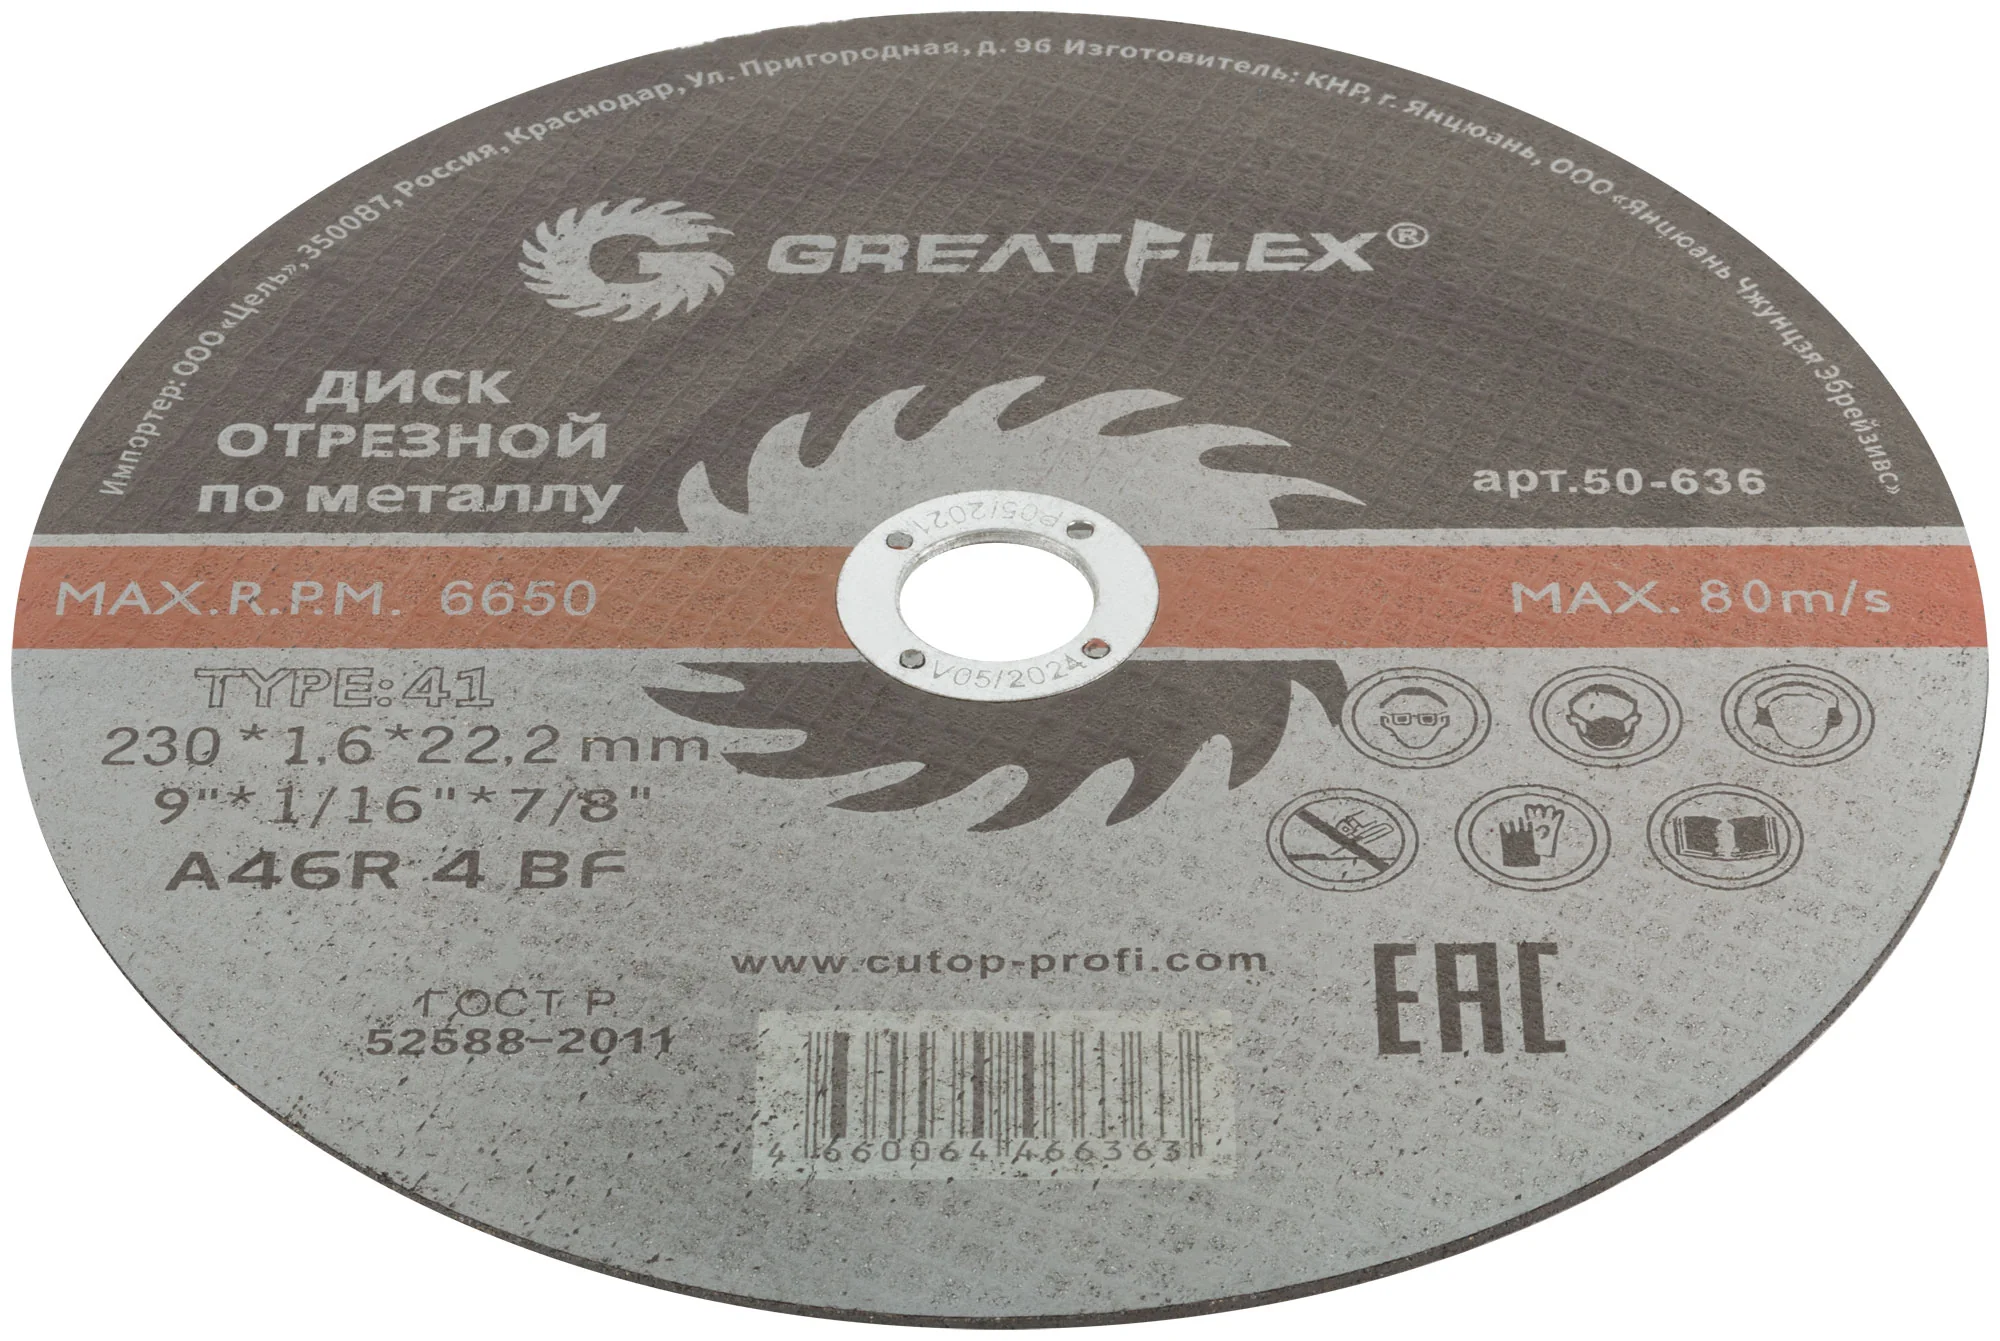 Импортер: ООО «Цель», 350087, Россия, Краснодар, Ул. Пригородная, д. 96 Изготовитель: КНР, г. Янцюань, ООО «Янцюань Чжунцзя Эбрейзивс»
GREATFLEX®
ДИСК
ОТРЕЗНОЙ
по металлу
арт.50-636
P05/2021
MAX.R.P.M. 6650
MAX. 80m/s
V05/2024
TYPE:41
230*1,6*22,2mm
9"*1/16"*7/8"
A46R 4 BF
www.cutop-profi.com
ГОСТ Р
52588-2011
EAC
4 660064 466363